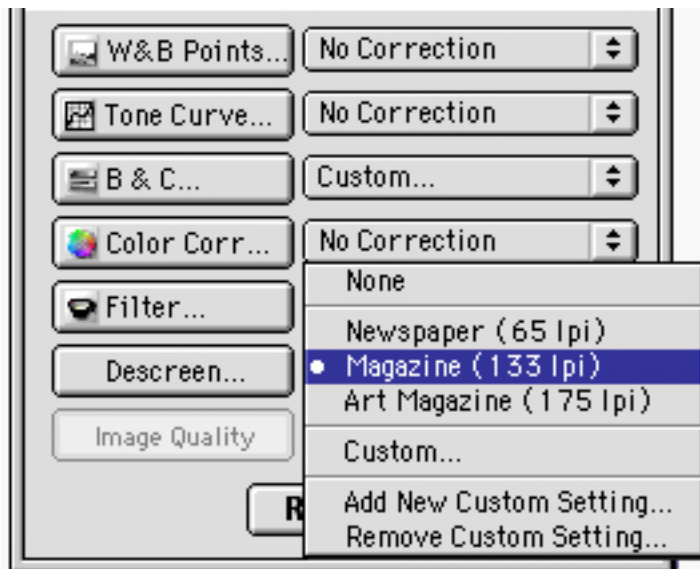 W&B Points... No Correction
Tone Curve... No Correction
B & C... Custom...
Color Corr... No Correction
None
Filter...
Newspaper (65 lpi)
Descreen... Magazine (133 lpi)
Art Magazine (175 lpi)
Image Quality
Custom...
R
Add New Custom Setting...
Remove Custom Setting...